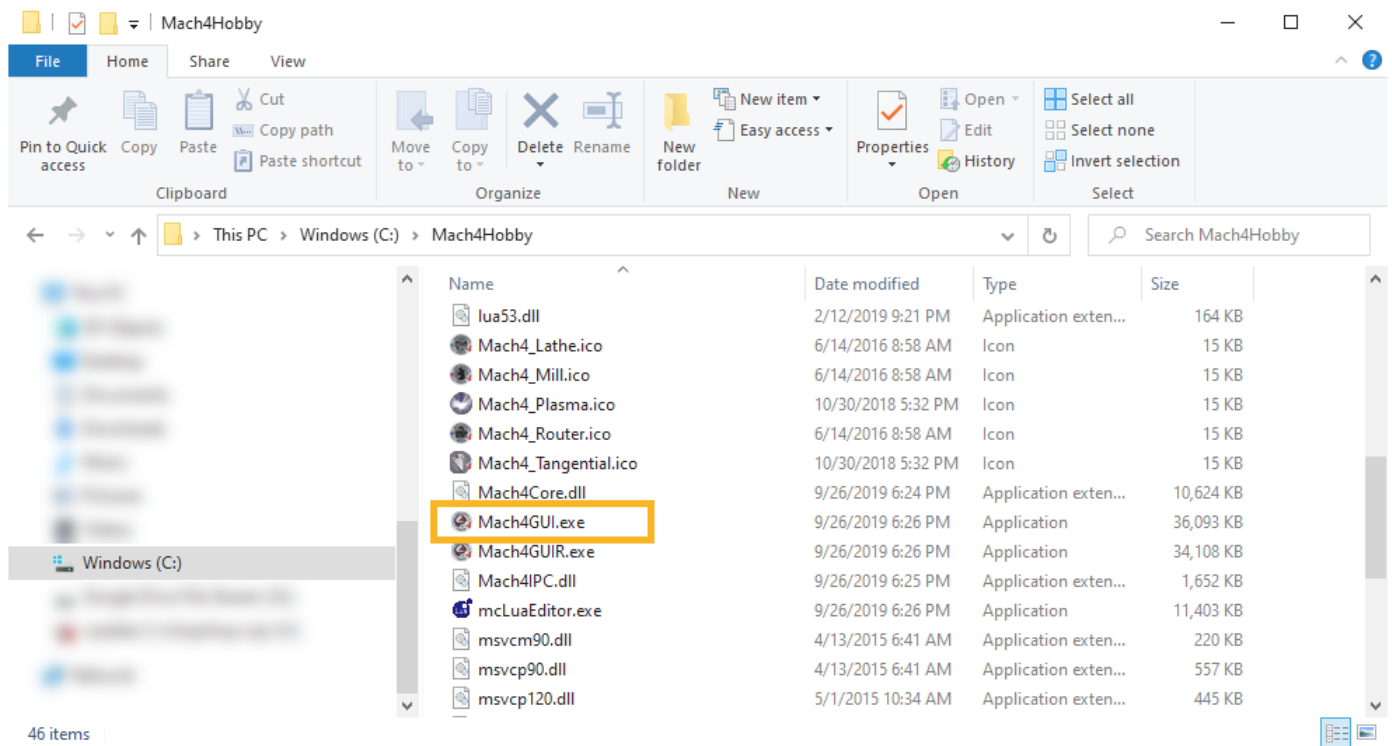 Mach4Hobby
File Home Share View
Pin to Quick access
Copy
Paste
Cut
Copy path
Paste shortcut
Clipboard
Move to
Copy to
Delete
Rename
Organize
New folder
New item
Easy access
New
Properties
Open
Edit
History
Open
Select all
Select none
Invert selection
Select
This PC > Windows (C:) > Mach4Hobby
Search Mach4Hobby
Windows (C:)
Name Date modified Type Size
lua53.dll 2/12/2019 9:21 PM Application exten... 164 KB
Mach4_Lathe.ico 6/14/2016 8:58 AM Icon 15 KB
Mach4_Mill.ico 6/14/2016 8:58 AM Icon 15 KB
Mach4_Plasma.ico 10/30/2018 5:32 PM Icon 15 KB
Mach4_Router.ico 6/14/2016 8:58 AM Icon 15 KB
Mach4_Tangential.ico 10/30/2018 5:32 PM Icon 15 KB
Mach4Core.dll 9/26/2019 6:24 PM Application exten... 10,624 KB
Mach4GUI.exe 9/26/2019 6:26 PM Application 36,093 KB
Mach4GUIR.exe 9/26/2019 6:26 PM Application 34,108 KB
Mach4IPC.dll 9/26/2019 6:25 PM Application exten... 1,652 KB
mcLuaEditor.exe 9/26/2019 6:26 PM Application 11,403 KB
msvcm90.dll 4/13/2015 6:41 AM Application exten... 220 KB
msvcp90.dll 4/13/2015 6:41 AM Application exten... 557 KB
msvcp120.dll 5/1/2015 10:34 AM Application exten... 445 KB
46 items